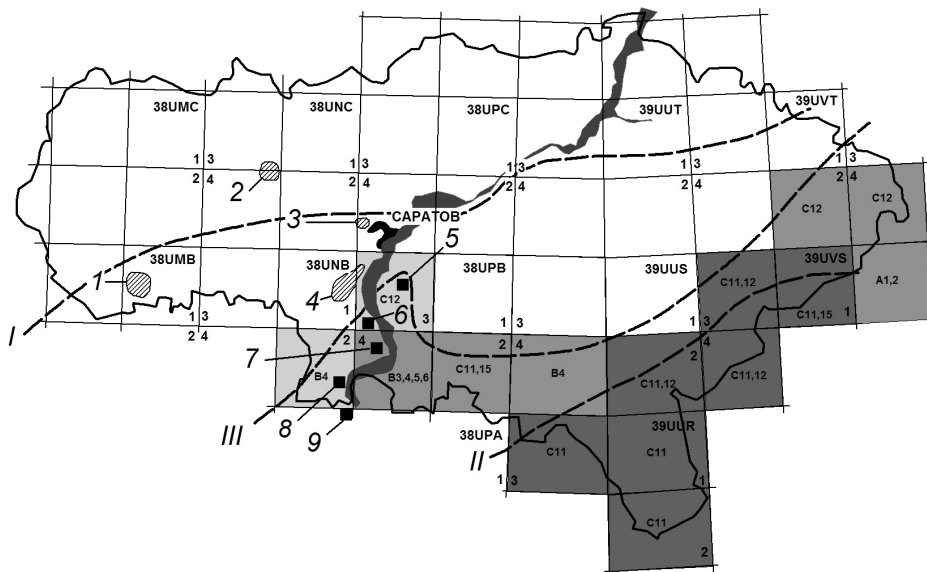 39UVT
38UMC 38UNC 38UPC 39UUT
1 3 1 3 1 3 1 3 1 3
2 4 2 4 2 4 2 4 2 4
2
C12 C12
3 САРАТОВ
5
38UMB 38UNB 38UPB 39UUS 39UVS
1 4 C12 C11,12 A1,2
6
I 1 3 1 3 1 3 1 3 C11,15 1
2 4 2 4 2 4 2 4
7
B4 B3,4,5,6 C11,15 B4 C11,12 C11,12
8
III 9 38UPA II 39UUR
C11 C11
1 3 1
C11
2